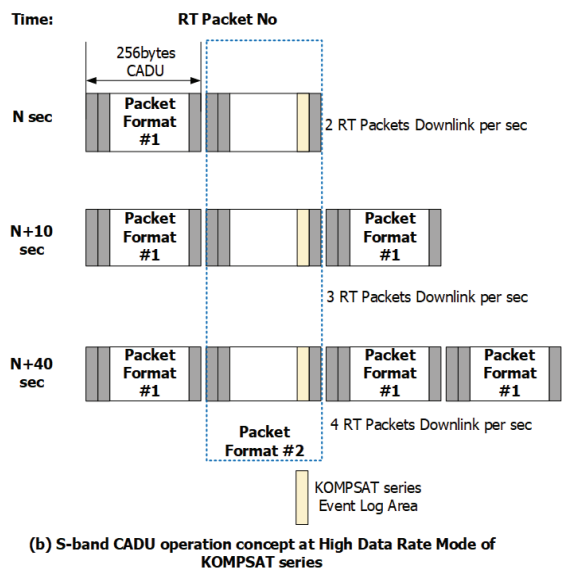 Time:
RT Packet No
256bytes
CADU
N sec
Packet
Format
#1
2 RT Packets Downlink per sec
N+10
sec
Packet
Format
#1
Packet
Format
#1
3 RT Packets Downlink per sec
N+40
sec
Packet
Format
#1
Packet
Format
#1
Packet
Format
#1
4 RT Packets Downlink per sec
Packet
Format #2
KOMPSAT series
Event Log Area
(b) S-band CADU operation concept at High Data Rate Mode of
KOMPSAT series